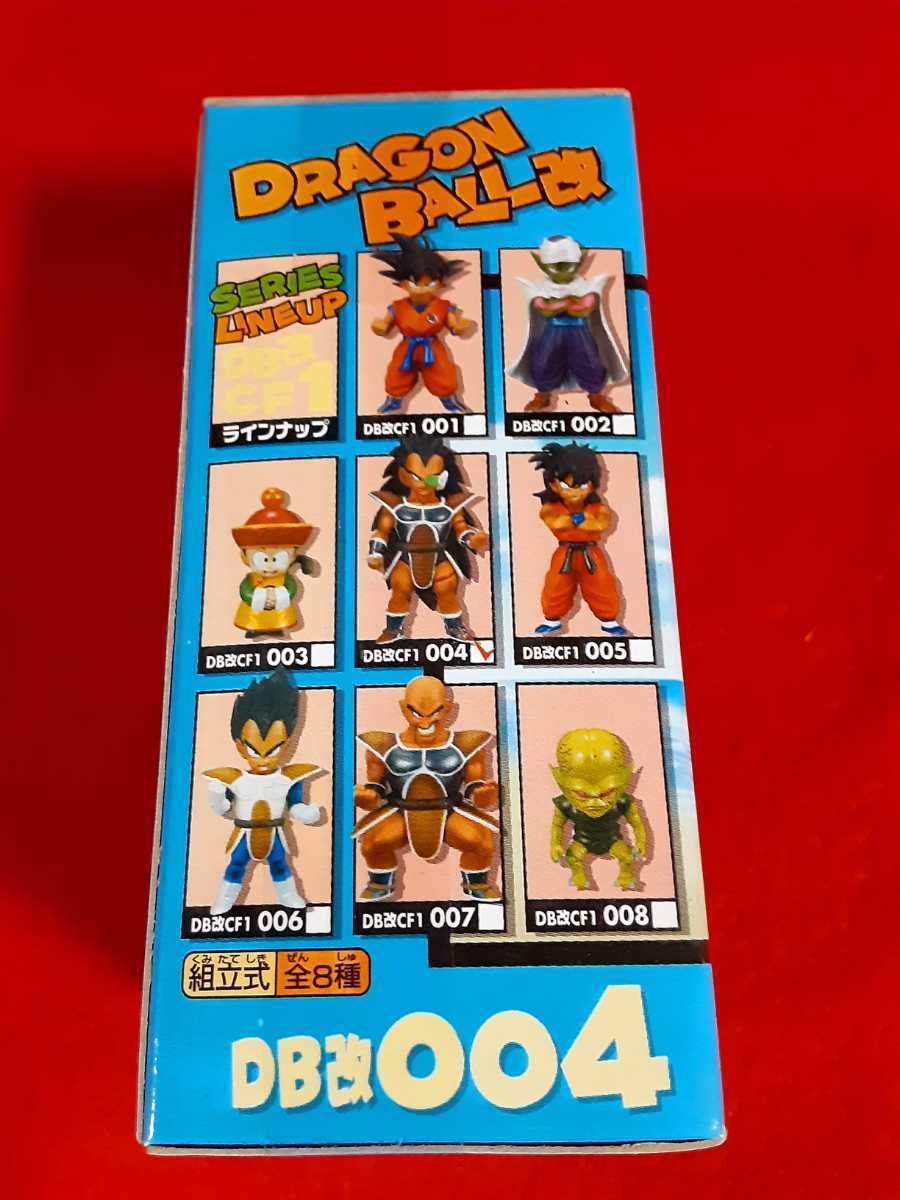 DRAGON
BALL改
SERIES
LINEUP
DB改
CF1
ラインナップ
DB改CF1 001
DB改CF1 002
DB改CF1 003
DB改CF1 004
DB改CF1 005
DB改CF1 006
DB改CF1 007
DB改CF1 008
くみたてしき ぜん しゅ
組立式 全8種
DB改004